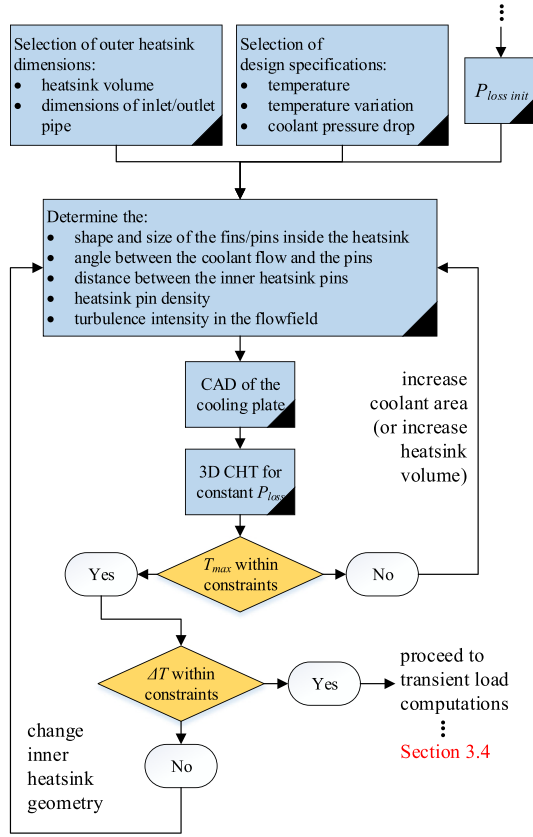 Selection of outer heatsink
dimensions:
• heatsink volume
• dimensions of inlet/outlet
pipe
Selection of
design specifications:
• temperature
• temperature variation
• coolant pressure drop
P_loss init
Determine the:
• shape and size of the fins/pins inside the heatsink
• angle between the coolant flow and the pins
• distance between the inner heatsink pins
• heatsink pin density
• turbulence intensity in the flowfield
CAD of the
cooling plate
increase
coolant area
(or increase
heatsink
volume)
3D CHT for
constant P_loss
T_max within
constraints
Yes
No
ΔT within
constraints
Yes
proceed to
transient load
computations
Section 3.4
change
inner
heatsink
geometry
No